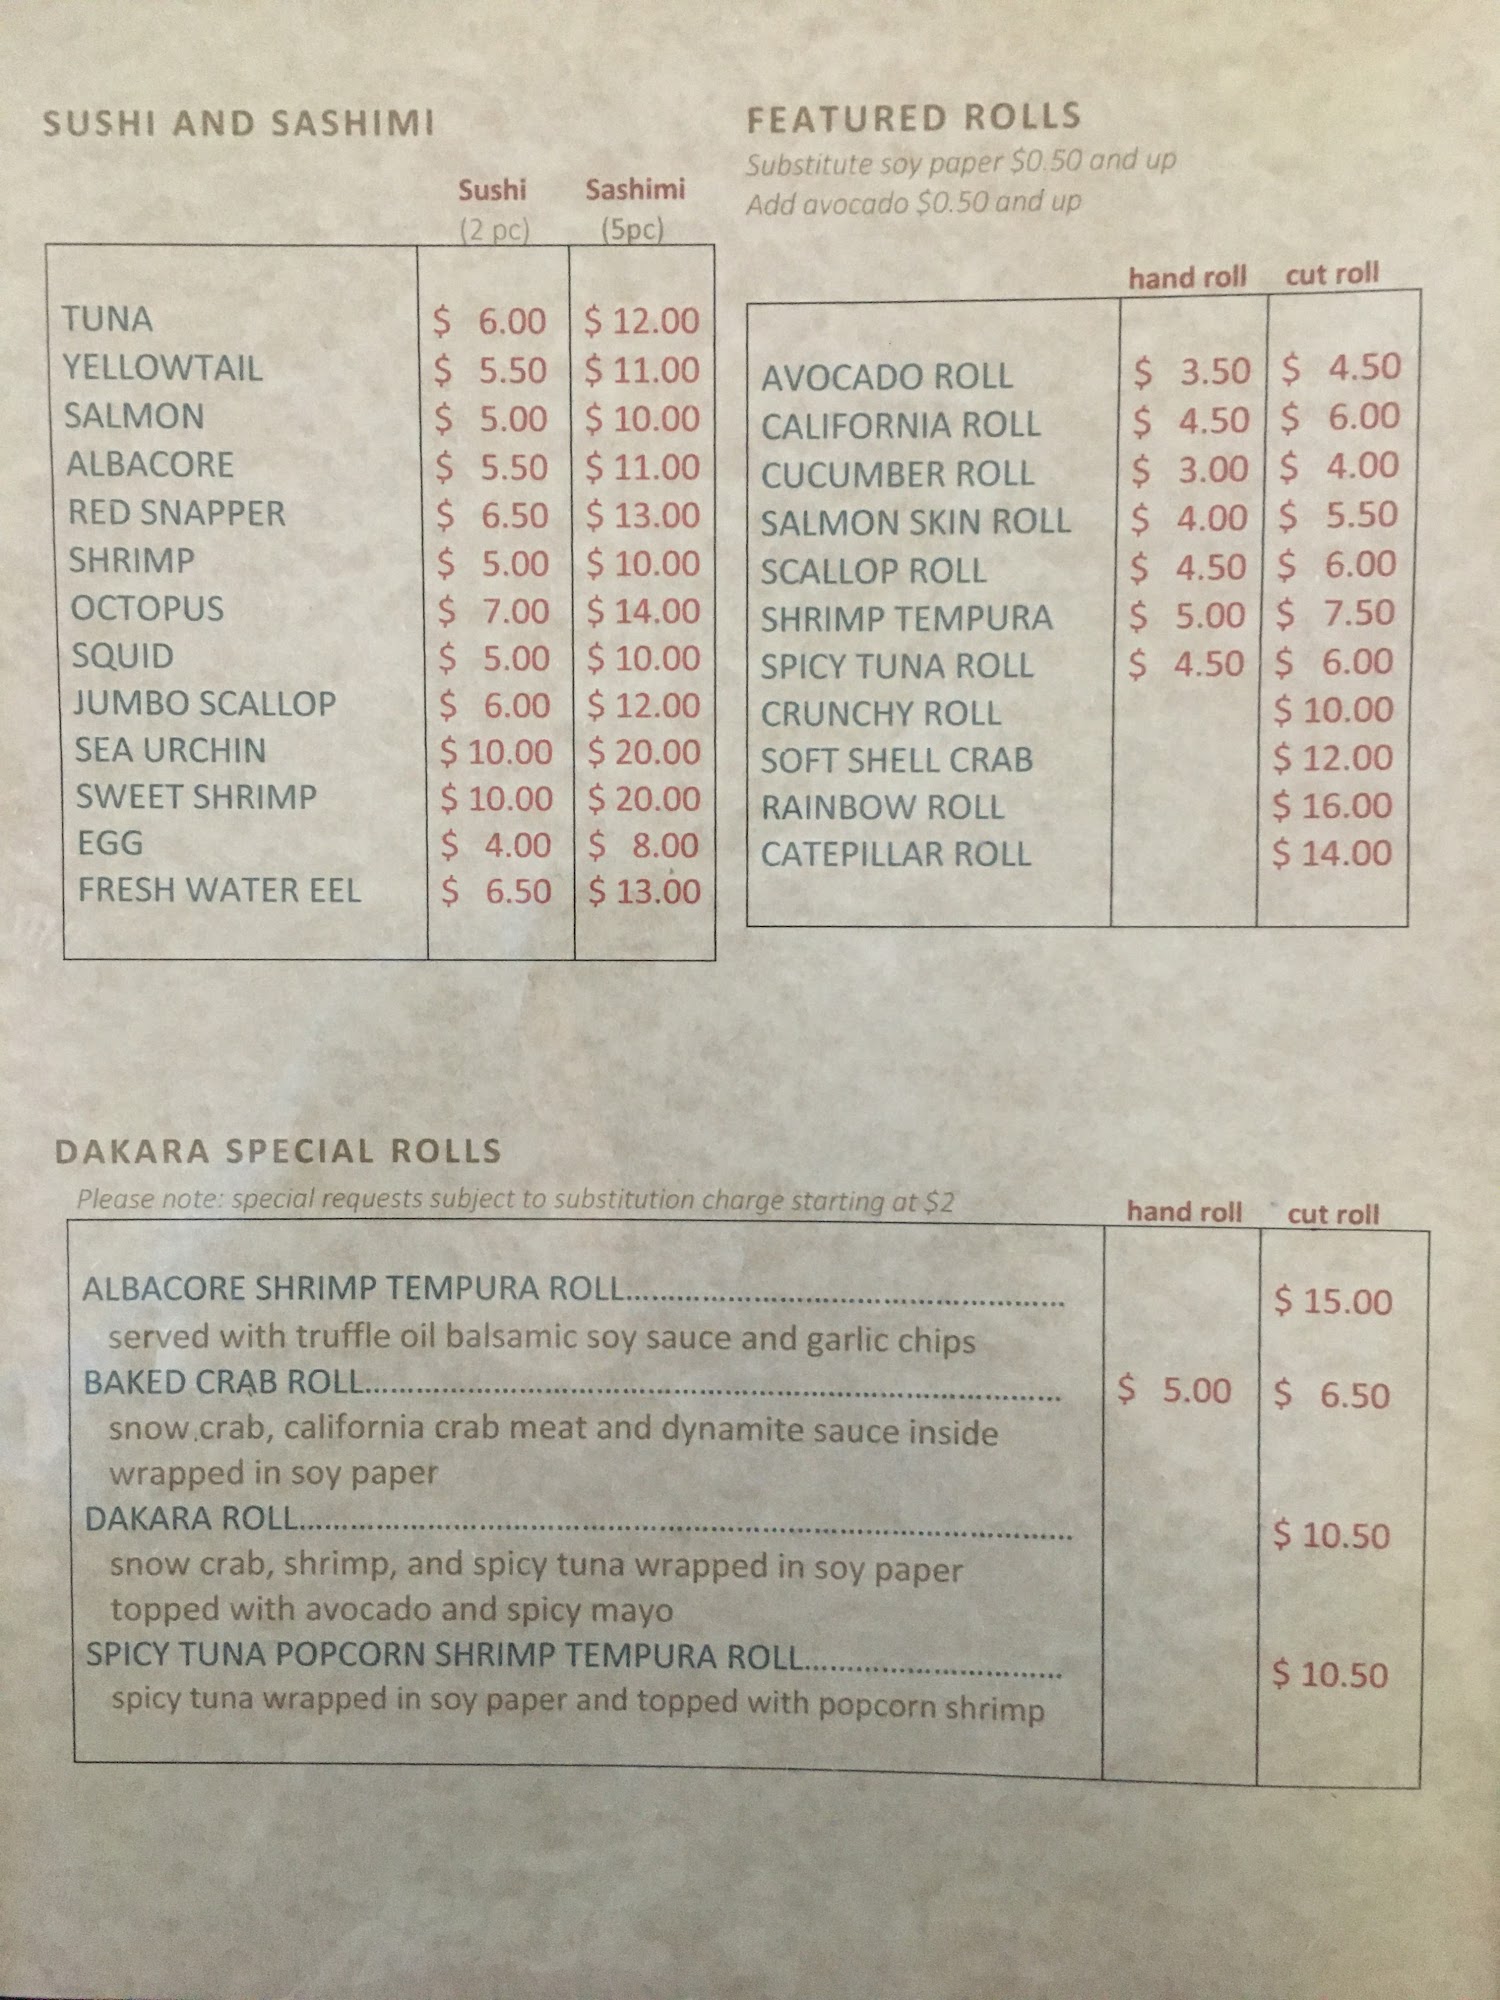 SUSHI AND SASHIMI
Sushi Sashimi
(2 pc) (5pc)
TUNA $ 6.00 $ 12.00
YELLOWTAIL $ 5.50 $ 11.00
SALMON $ 5.00 $ 10.00
ALBACORE $ 5.50 $ 11.00
RED SNAPPER $ 6.50 $ 13.00
SHRIMP $ 5.00 $ 10.00
OCTOPUS $ 7.00 $ 14.00
SQUID $ 5.00 $ 10.00
JUMBO SCALLOP $ 6.00 $ 12.00
SEA URCHIN $ 10.00 $ 20.00
SWEET SHRIMP $ 10.00 $ 20.00
EGG $ 4.00 $ 8.00
FRESH WATER EEL $ 6.50 $ 13.00
FEATURED ROLLS
Substitute soy paper $0.50 and up
Add avocado $0.50 and up
hand roll cut roll
AVOCADO ROLL $ 3.50 $ 4.50
CALIFORNIA ROLL $ 4.50 $ 6.00
CUCUMBER ROLL $ 3.00 $ 4.00
SALMON SKIN ROLL $ 4.00 $ 5.50
SCALLOP ROLL $ 4.50 $ 6.00
SHRIMP TEMPURA $ 5.00 $ 7.50
SPICY TUNA ROLL $ 4.50 $ 6.00
CRUNCHY ROLL $ 10.00
SOFT SHELL CRAB $ 12.00
RAINBOW ROLL $ 16.00
CATEPILLAR ROLL $ 14.00
DAKARA SPECIAL ROLLS
Please note: special requests subject to substitution charge starting at $2
hand roll cut roll
ALBACORE SHRIMP TEMPURA ROLL.................................................. $ 15.00
served with truffle oil balsamic soy sauce and garlic chips
BAKED CRAB ROLL................................................................................ $ 5.00 $ 6.50
snow crab, california crab meat and dynamite sauce inside
wrapped in soy paper
DAKARA ROLL........................................................................................ $ 10.50
snow crab, shrimp, and spicy tuna wrapped in soy paper
topped with avocado and spicy mayo
SPICY TUNA POPCORN SHRIMP TEMPURA ROLL............................. $ 10.50
spicy tuna wrapped in soy paper and topped with popcorn shrimp